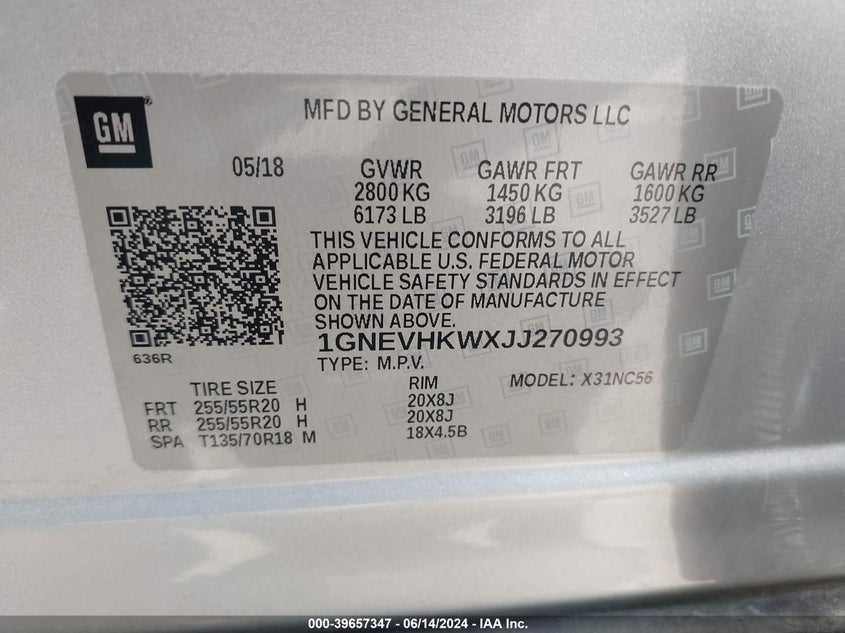 GM®
MFD BY GENERAL MOTORS LLC
05/18 GVWR GAWR FRT GAWR RR
2800 KG 1450 KG 1600 KG
6173 LB 3196 LB 3527 LB
THIS VEHICLE CONFORMS TO ALL
APPLICABLE U.S. FEDERAL MOTOR
VEHICLE SAFETY STANDARDS IN EFFECT
ON THE DATE OF MANUFACTURE
SHOWN ABOVE.
1GNEVHKWXJJ270993
636R
TYPE: M.P.V.
TIRE SIZE RIM MODEL: X31NC56
FRT 255/55R20 H 20X8J
RR 255/55R20 H 20X8J
SPA T135/70R18 M 18X4.5B
000-39657347 - 06/14/2024 - IAA Inc.